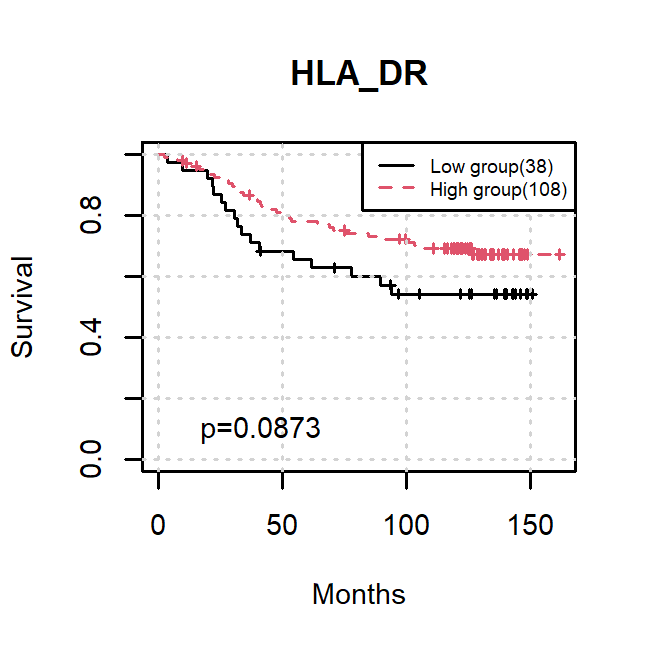 HLA_DR
Low group(38)
High group(108)
Survival
0.8
0.4
0.0
p=0.0873
0 50 100 150
Months